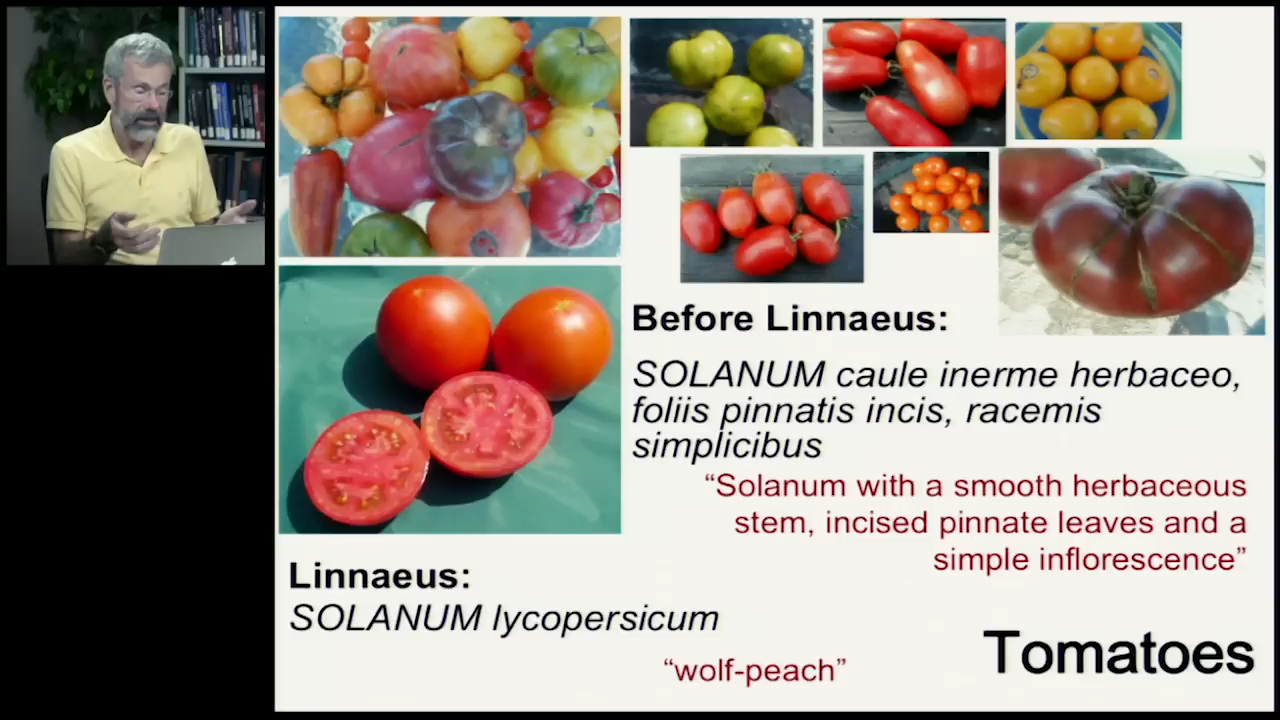 Before Linnaeus:
SOLANUM caule inerme herbaceo,
foliis pinnatis incis, racemis
simplicibus
“Solanum with a smooth herbaceous
stem, incised pinnate leaves and a
simple inflorescence”
Linnaeus:
SOLANUM lycopersicum
“wolf-peach”
Tomatoes